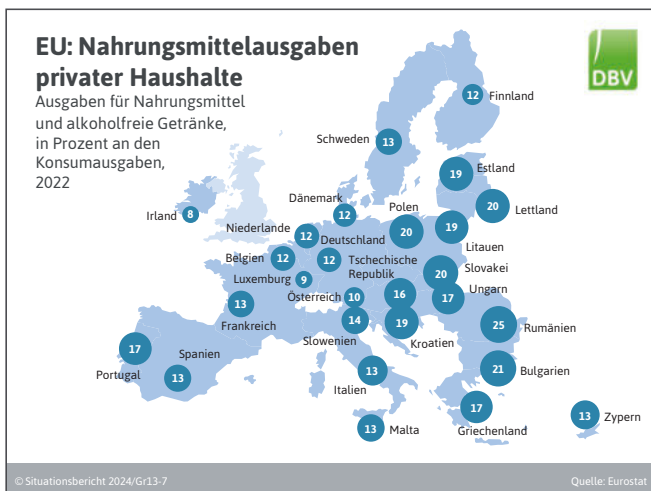 EU: Nahrungsmittelausgaben
privater Haushalte
Ausgaben für Nahrungsmittel
und alkoholfreie Getränke,
in Prozent an den
Konsumausgaben,
2022
DBV
12
Finnland
Schweden
13
19
Estland
20
Lettland
Dänemark
12
Polen
20
19
Litauen
Irland
8
Niederlande
12
Deutschland
12
Belgien
12
Tschechische
Republik
16
20
Slovakei
Luxemburg
9
Österreich
10
17
Ungarn
13
Frankreich
14
Slowenien
19
Kroatien
25
Rumänien
17
Portugal
Spanien
13
13
Italien
21
Bulgarien
13
Malta
17
Griechenland
13
Zypern
© Situationsbericht 2024/Gr13-7
Quelle: Eurostat